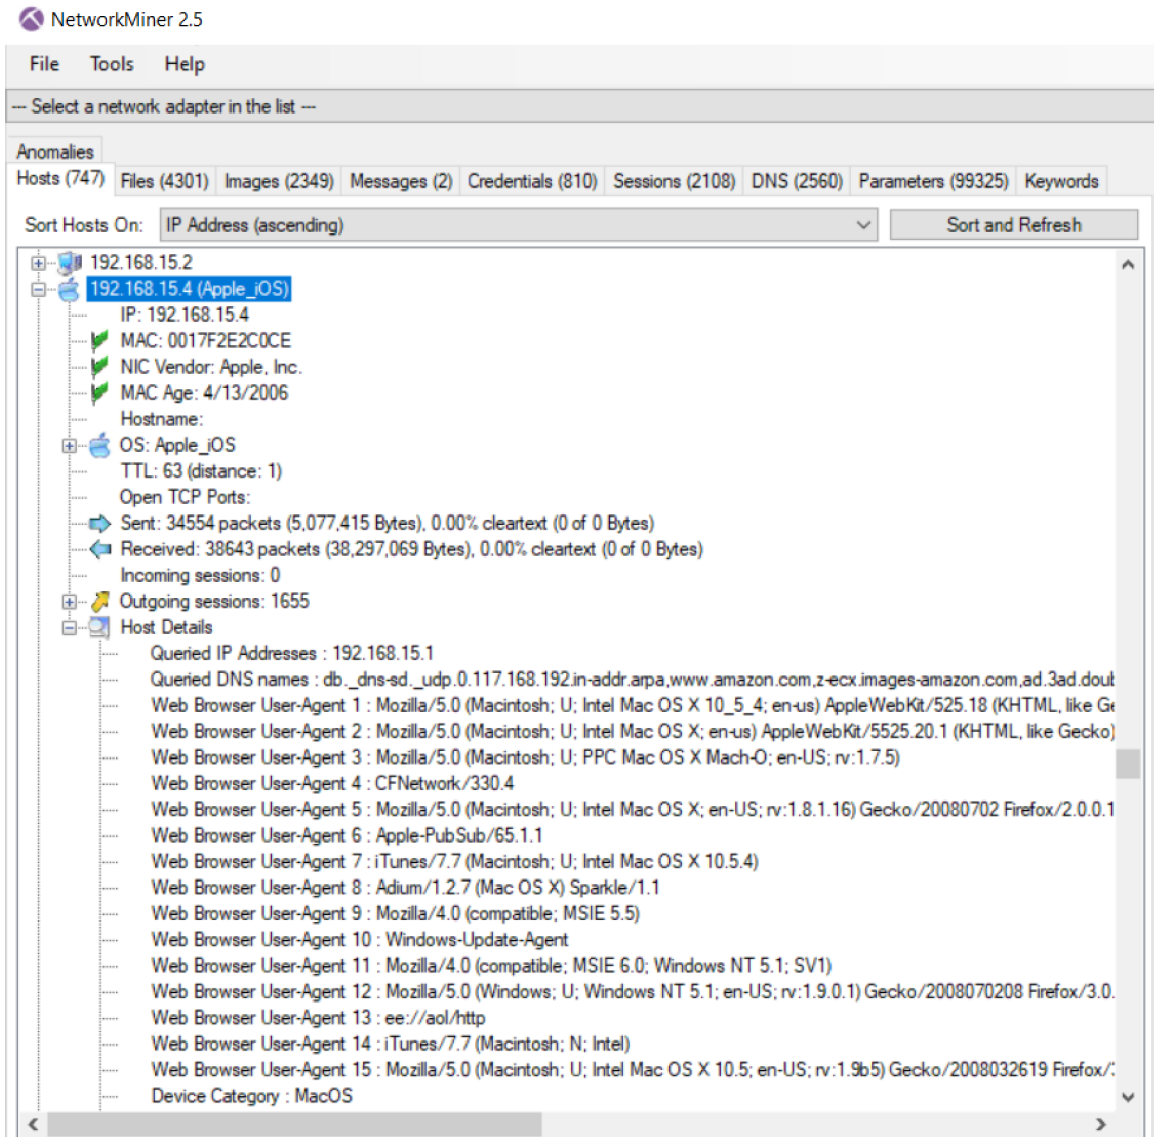 NetworkMiner 2.5
File Tools Help
--- Select a network adapter in the list ---
Anomalies
Hosts (747) Files (4301) Images (2349) Messages (2) Credentials (810) Sessions (2108) DNS (2560) Parameters (99325) Keywords
Sort Hosts On: IP Address (ascending) Sort and Refresh
192.168.15.2
192.168.15.4 (Apple_iOS)
IP: 192.168.15.4
MAC: 0017F2E2C0CE
NIC Vendor: Apple, Inc.
MAC Age: 4/13/2006
Hostname:
OS: Apple_iOS
TTL: 63 (distance: 1)
Open TCP Ports:
Sent: 34554 packets (5,077,415 Bytes), 0.00% cleartext (0 of 0 Bytes)
Received: 38643 packets (38,297,069 Bytes), 0.00% cleartext (0 of 0 Bytes)
Incoming sessions: 0
Outgoing sessions: 1655
Host Details
Queried IP Addresses : 192.168.15.1
Queried DNS names : db._dns-sd._udp.0.117.168.192.in-addr.arpa,www.amazon.com,z-ecx.images-amazon.com,ad.3ad.doub
Web Browser User-Agent 1 : Mozilla/5.0 (Macintosh; U; Intel Mac OS X 10_5_4; en-us) AppleWebKit/525.18 (KHTML, like Ge
Web Browser User-Agent 2 : Mozilla/5.0 (Macintosh; U; Intel Mac OS X; en-us) AppleWebKit/5525.20.1 (KHTML, like Gecko)
Web Browser User-Agent 3 : Mozilla/5.0 (Macintosh; U; PPC Mac OS X Mach-O; en-US; rv:1.7.5)
Web Browser User-Agent 4 : CFNetwork/330.4
Web Browser User-Agent 5 : Mozilla/5.0 (Macintosh; U; Intel Mac OS X; en-US; rv:1.8.1.16) Gecko/20080702 Firefox/2.0.0.1
Web Browser User-Agent 6 : Apple-PubSub/65.1.1
Web Browser User-Agent 7 : iTunes/7.7 (Macintosh; U; Intel Mac OS X 10.5.4)
Web Browser User-Agent 8 : Adium/1.2.7 (Mac OS X) Sparkle/1.1
Web Browser User-Agent 9 : Mozilla/4.0 (compatible; MSIE 5.5)
Web Browser User-Agent 10 : Windows-Update-Agent
Web Browser User-Agent 11 : Mozilla/4.0 (compatible; MSIE 6.0; Windows NT 5.1; SV1)
Web Browser User-Agent 12 : Mozilla/5.0 (Windows; U; Windows NT 5.1; en-US; rv:1.9.0.1) Gecko/2008070208 Firefox/3.0.
Web Browser User-Agent 13 : ee://aol/http
Web Browser User-Agent 14 : iTunes/7.7 (Macintosh; N; Intel)
Web Browser User-Agent 15 : Mozilla/5.0 (Macintosh; U; Intel Mac OS X 10.5; en-US; rv:1.9b5) Gecko/2008032619 Firefox/
Device Category : MacOS